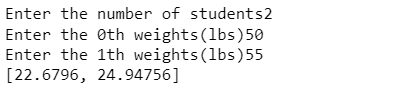 Enter the number of students2
Enter the 0th weights(lbs)50
Enter the 1th weights(lbs)55
[22.6796, 24.94756]